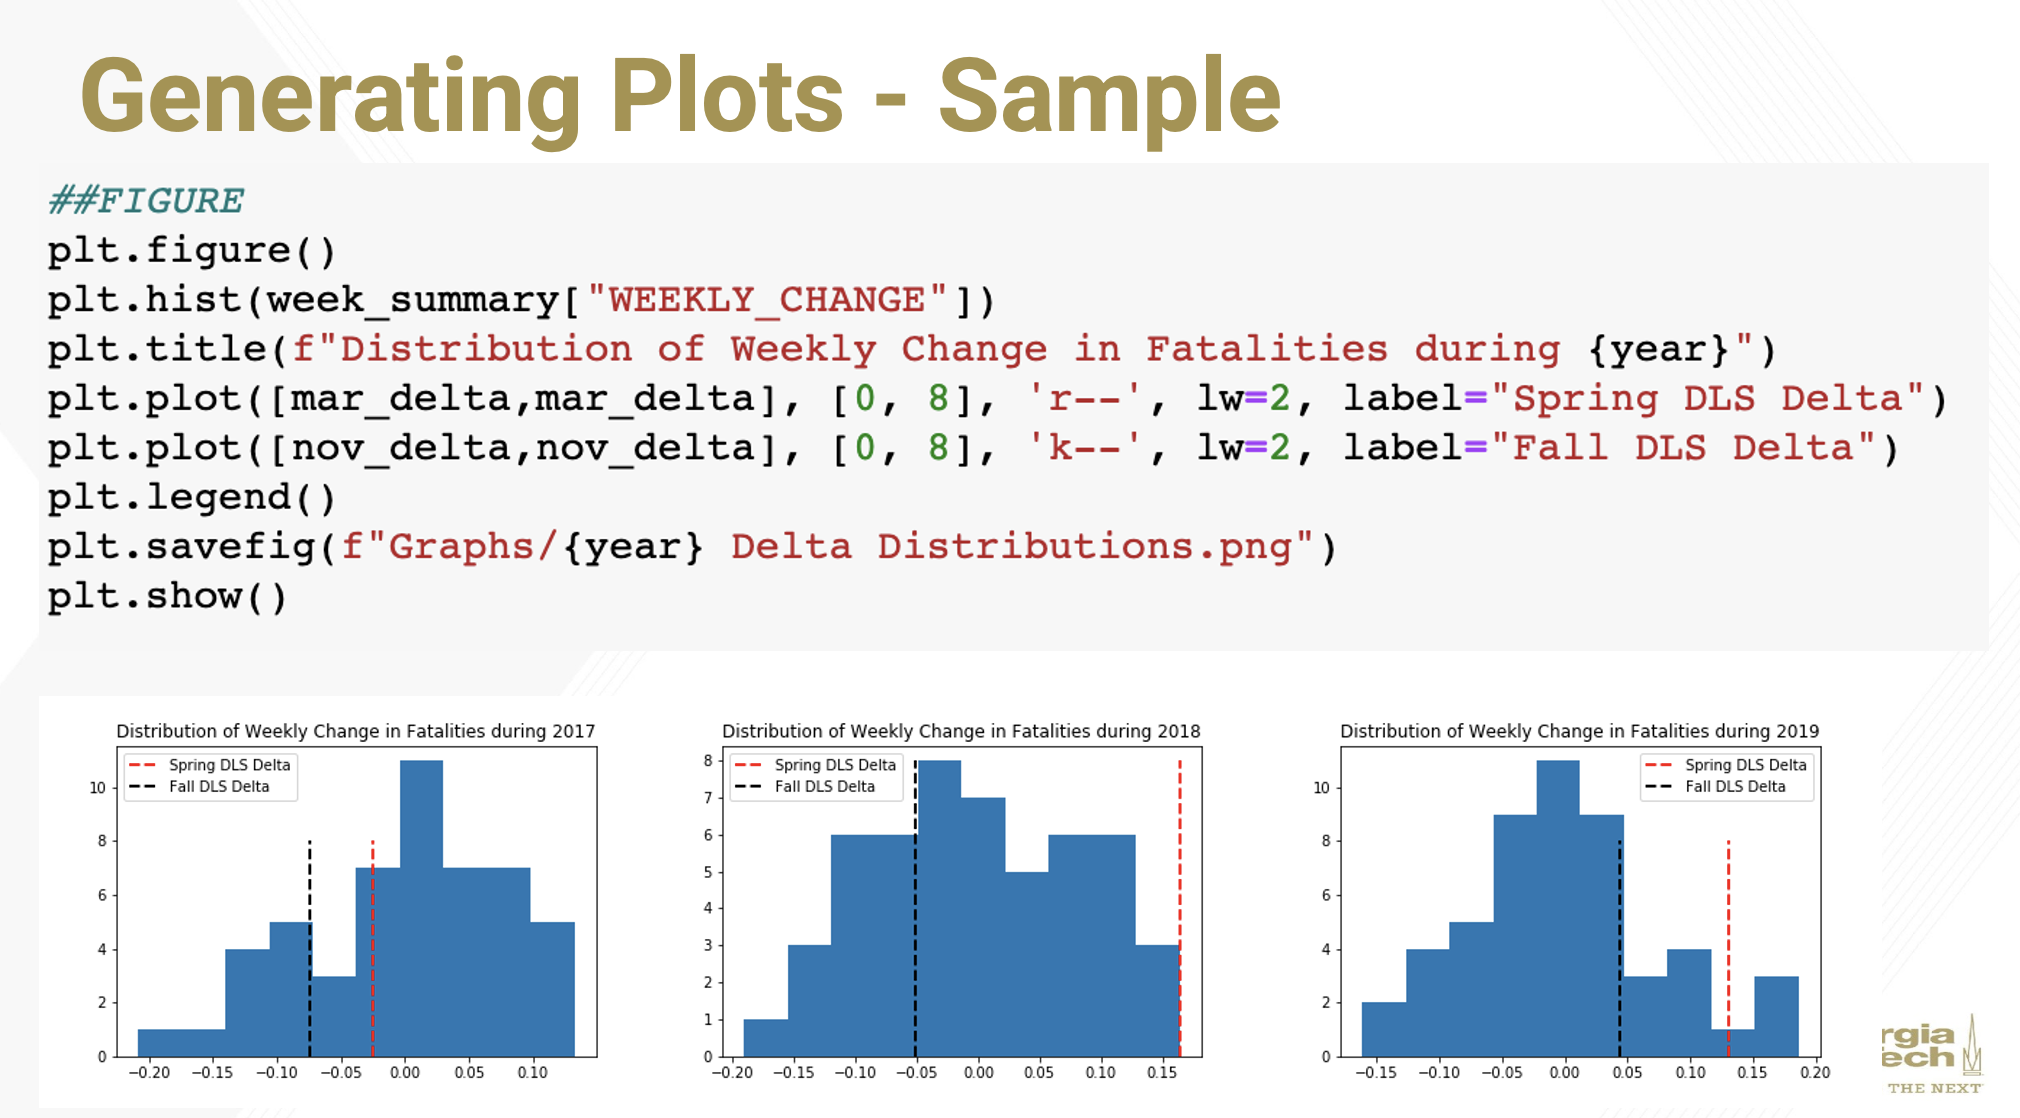 Generating Plots - Sample
##FIGURE
plt.figure()
plt.hist(week_summary["WEEKLY_CHANGE"])
plt.title(f"Distribution of Weekly Change in Fatalities during {year}")
plt.plot([mar_delta,mar_delta], [0, 8], 'r--', lw=2, label="Spring DLS Delta")
plt.plot([nov_delta,nov_delta], [0, 8], 'k--', lw=2, label="Fall DLS Delta")
plt.legend()
plt.savefig(f"Graphs/{year} Delta Distributions.png")
plt.show()
Distribution of Weekly Change in Fatalities during 2017
Spring DLS Delta
Fall DLS Delta
10
8
6
4
2
0
−0.20 −0.15 −0.10 −0.05 0.00 0.05 0.10
Distribution of Weekly Change in Fatalities during 2018
Spring DLS Delta
Fall DLS Delta
8
7
6
5
4
3
2
1
0
−0.20 −0.15 −0.10 −0.05 0.00 0.05 0.10 0.15
Distribution of Weekly Change in Fatalities during 2019
Spring DLS Delta
Fall DLS Delta
10
8
6
4
2
0
−0.15 −0.10 −0.05 0.00 0.05 0.10 0.15 0.20
rgia
ech
THE NEXT